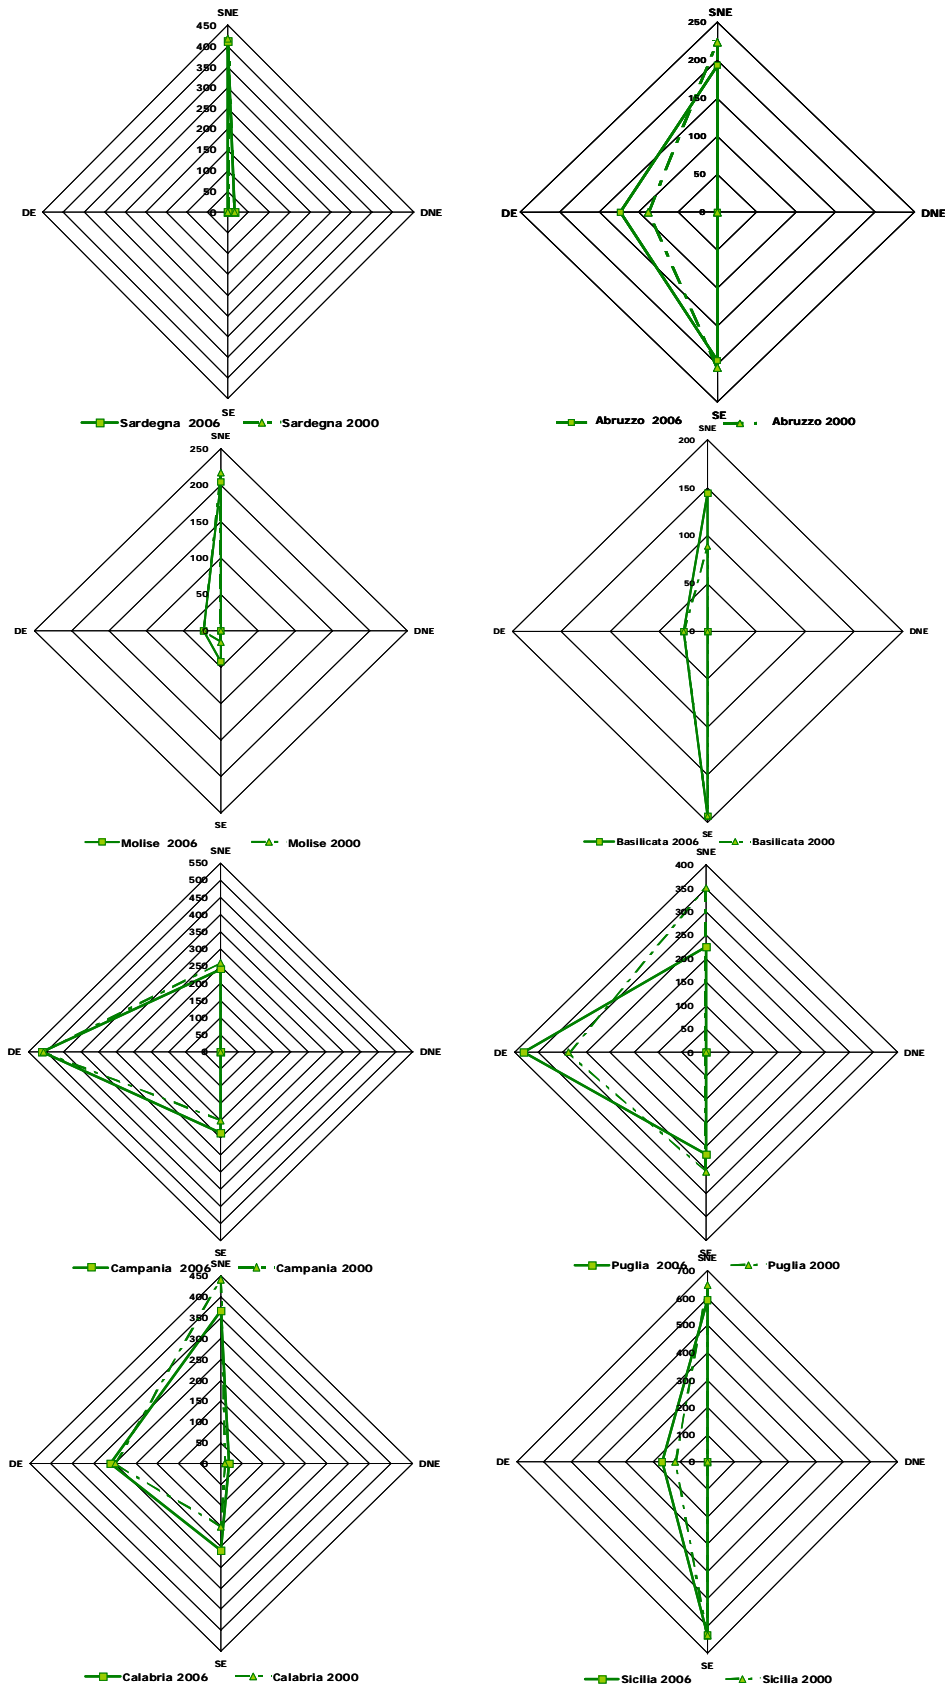 SNE
450
400
350
300
250
200
150
100
50
0
DE
DNE
SE
Sardegna 2006 Sardegna 2000
SNE
250
200
150
100
50
0
DE
DNE
SE
Abruzzo 2006 Abruzzo 2000
SNE
250
200
150
100
50
0
DE
DNE
SE
Molise 2006 Molise 2000
SNE
200
150
100
50
0
DE
DNE
SE
Basilicata 2006 Basilicata 2000
SNE
550
500
450
400
350
300
250
200
150
100
50
0
DE
DNE
SE
Campania 2006 Campania 2000
SNE
400
350
300
250
200
150
100
50
0
DE
DNE
SE
Puglia 2006 Puglia 2000
SNE
450
400
350
300
250
200
150
100
50
0
DE
DNE
SE
Calabria 2006 Calabria 2000
SNE
700
600
500
400
300
200
100
0
DE
DNE
SE
Sicilia 2006 Sicilia 2000